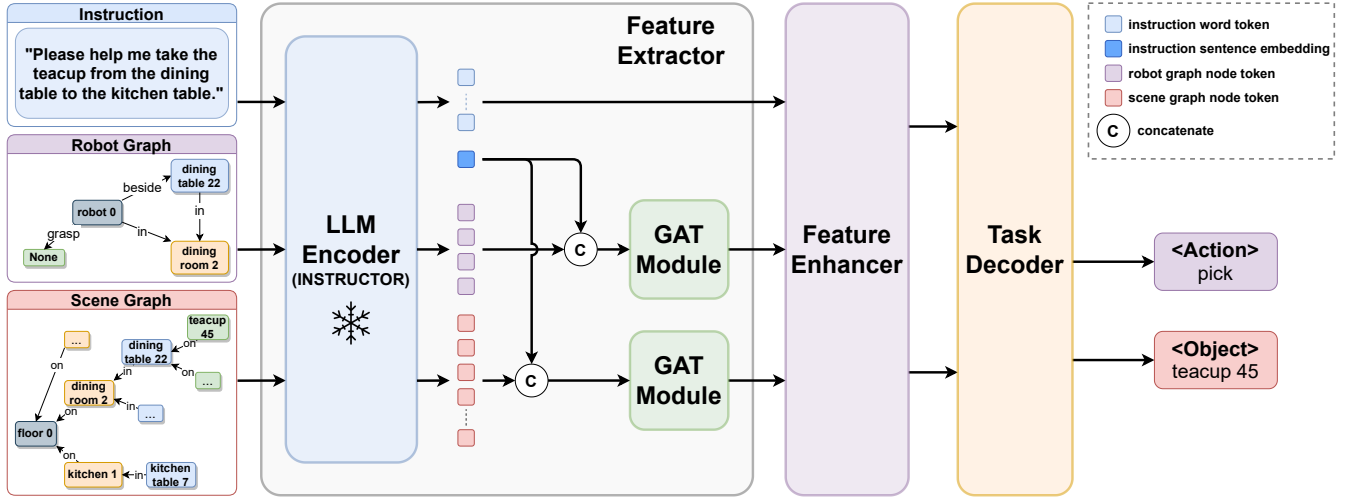 Instruction
"Please help me take the
teacup from the dining
table to the kitchen table."
Robot Graph
dining
table 22
beside
robot 0
in
grasp
in
None
dining
room 2
Scene Graph
teacup
45
...
on
dining
table 22
on
in
...
dining
room 2
on
in
...
floor 0
on
kitchen 1
in
kitchen
table 7
Feature
Extractor
LLM
Encoder
(INSTRUCTOR)
C
GAT
Module
C
GAT
Module
Feature
Enhancer
Task
Decoder
instruction word token
instruction sentence embedding
robot graph node token
scene graph node token
C
concatenate
<Action>
pick
<Object>
teacup 45